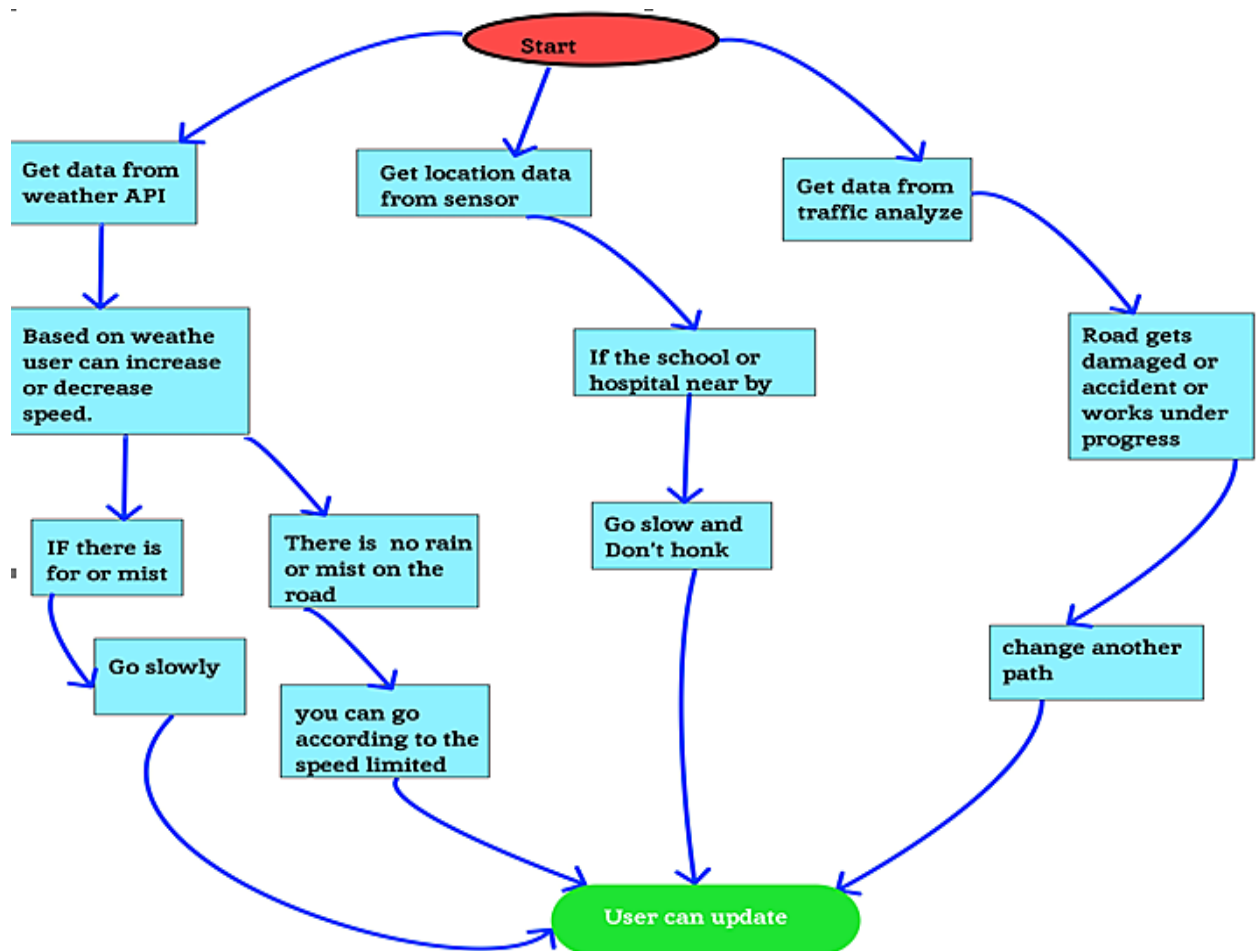 Start
Get data from
weather API
Get location data
from sensor
Get data from
traffic analyze
Based on weathe
user can increase
or decrease
speed.
If the school or
hospital near by
Road gets
damaged or
accident or
works under
progress
IF there is
for or mist
There is no rain
or mist on the
road
Go slow and
Don't honk
Go slowly
change another
path
you can go
according to the
speed limited
User can update